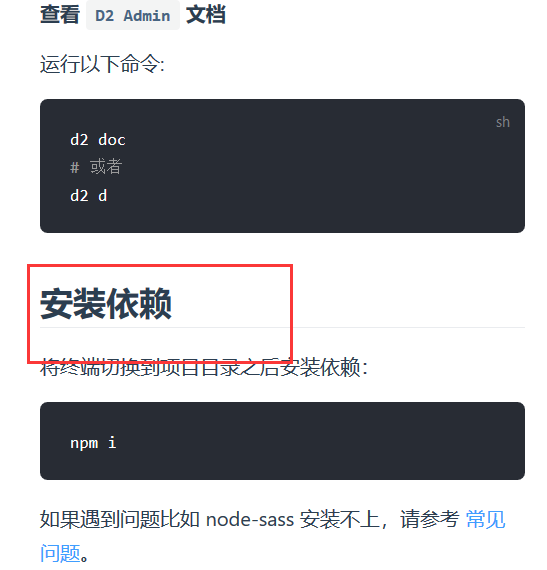 查看 D2 Admin 文档
运行以下命令:
sh
d2 doc
# 或者
d2 d
安装依赖
将终端切换到项目目录之后安装依赖：
npm i
如果遇到问题比如 node-sass 安装不上，请参考 常见
问题。